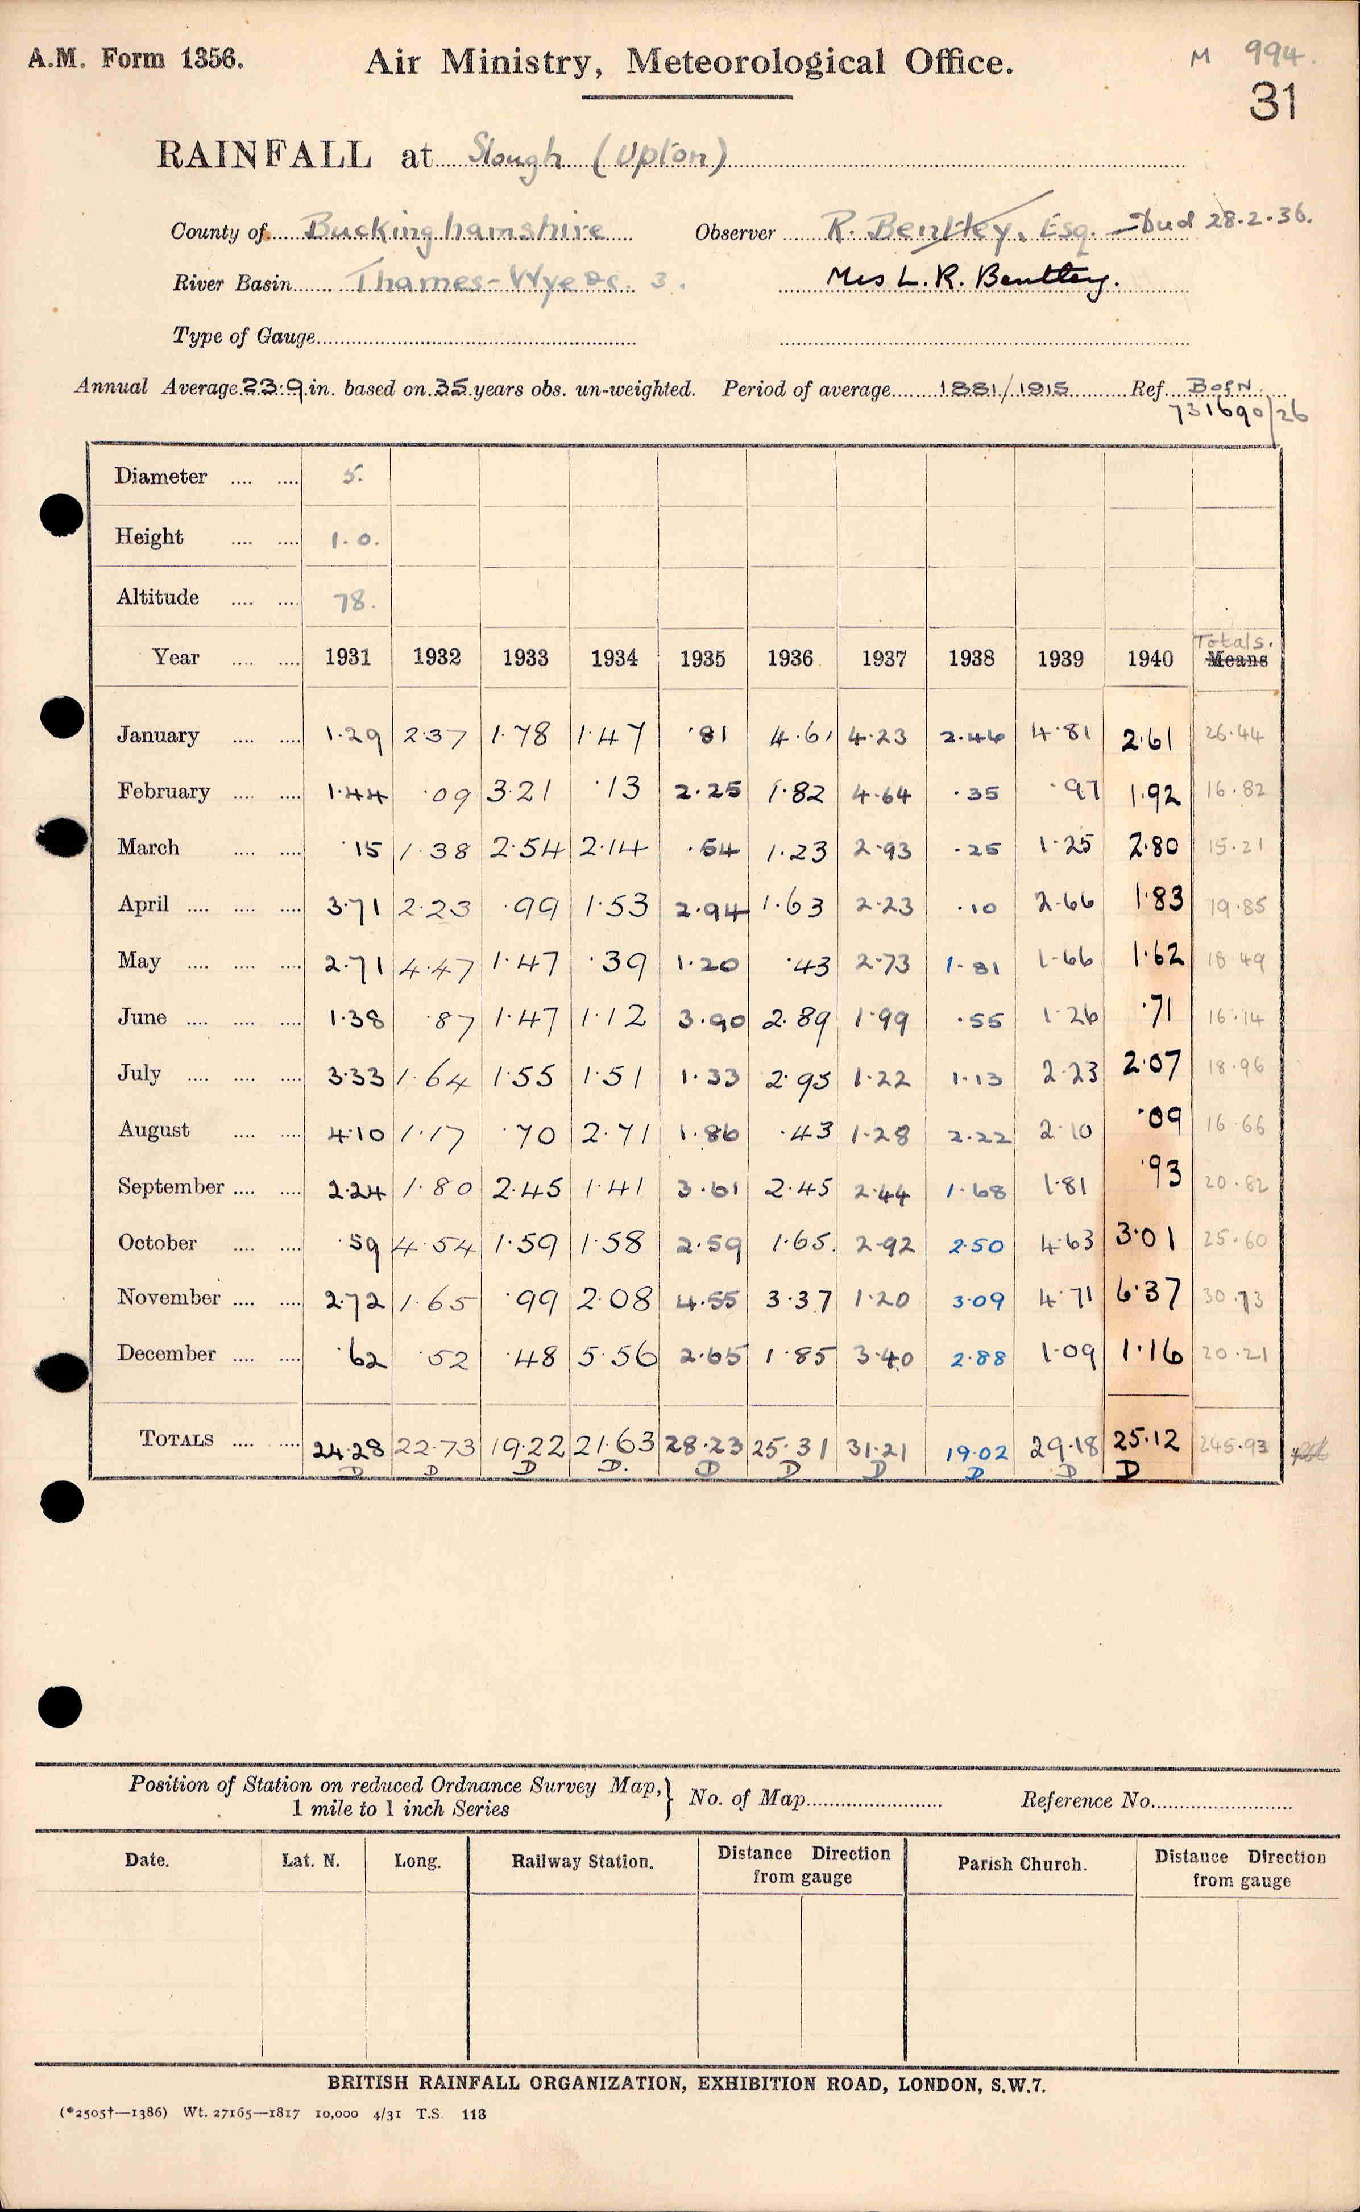 A.M. Form 1356. Air Ministry, Meteorological Office. M 994.
31
RAINFALL at Slough (Upton)
County of Buckinghamshire Observer R. Bentley, Esq. Died 28.2.36.
River Basin Thames-Wye &c. 3. Mrs L. R. Bentley.
Type of Gauge
Annual Average 23.9 in. based on 35 years obs. un-weighted. Period of average 1881/1915 Ref. B of N
731690/26
Diameter .... .... 5.
Height .... .... 1.0.
Altitude .... .... 78.
Totals.
Year .... .... 1931 1932 1933 1934 1935 1936 1937 1938 1939 1940 Means
January .... .... 1.29 2.37 1.78 1.47 .81 4.61 4.23 2.46 4.81 2.61 26.44
February .... .... 1.44 .09 3.21 .13 2.25 1.82 4.64 .35 .97 1.92 16.82
March .... .... .15 1.38 2.54 2.14 .54 1.23 2.93 .25 1.25 2.80 15.21
April .... .... .... 3.71 2.23 .99 1.53 2.94 1.63 2.23 .10 2.66 1.83 19.85
May .... .... .... 2.71 4.47 1.47 .39 1.20 .43 2.73 1.81 1.66 1.62 18.49
June .... .... .... 1.38 .87 1.47 1.12 3.90 2.89 1.99 .55 1.26 .71 16.14
July .... .... .... 3.33 1.64 1.55 1.51 1.33 2.95 1.22 1.13 2.23 2.07 18.96
August .... .... 4.10 1.17 .70 2.71 1.86 .43 1.28 2.22 2.10 .09 16.66
September .... .... 2.24 1.80 2.45 1.41 3.61 2.45 2.44 1.68 1.81 .93 20.82
October .... .... .59 4.54 1.59 1.58 2.59 1.65. 2.92 2.50 4.63 3.01 25.60
November .... .... 2.72 1.65 .99 2.08 4.55 3.37 1.20 3.09 4.71 6.37 30.73
December .... .... .62 .52 .48 5.56 2.65 1.85 3.40 2.88 1.09 1.16 20.21
TOTALS .... .... 24.28 22.73 19.22 21.63 28.23 25.31 31.21 19.02 29.18 25.12 245.93
D D D D. D D D D D D
Position of Station on reduced Ordnance Survey Map, } No. of Map Reference No.
1 mile to 1 inch Series
Date. Lat. N. Long. Railway Station. Distance Direction from gauge Parish Church. Distance Direction from gauge
BRITISH RAINFALL ORGANIZATION, EXHIBITION ROAD, LONDON, S.W.7.
(*2505†—1386) Wt. 27165—1817 10,000 4/31 T.S. 118